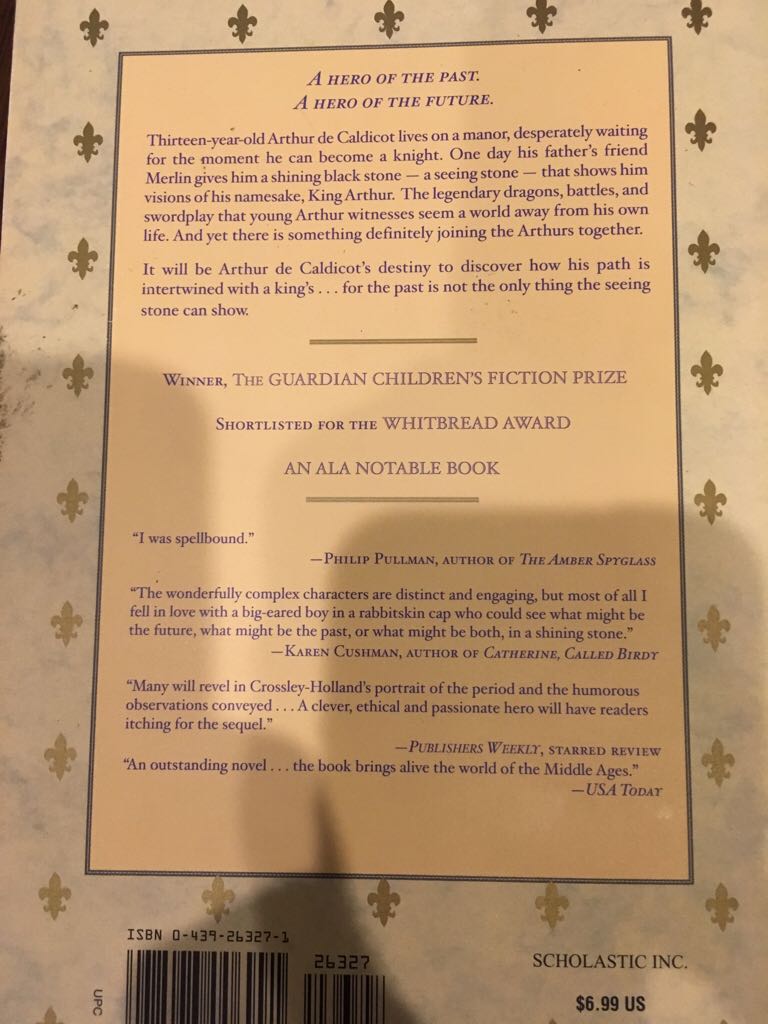 A HERO OF THE PAST.
A HERO OF THE FUTURE.
Thirteen-year-old Arthur de Caldicot lives on a manor, desperately waiting
for the moment he can become a knight. One day his father's friend
Merlin gives him a shining black stone — a seeing stone — that shows him
visions of his namesake, King Arthur. The legendary dragons, battles, and
swordplay that young Arthur witnesses seem a world away from his own
life. And yet there is something definitely joining the Arthurs together.
It will be Arthur de Caldicot's destiny to discover how his path is
intertwined with a king's . . . for the past is not the only thing the seeing
stone can show.
WINNER, THE GUARDIAN CHILDREN'S FICTION PRIZE
SHORTLISTED FOR THE WHITBREAD AWARD
AN ALA NOTABLE BOOK
"I was spellbound."
—PHILIP PULLMAN, AUTHOR OF THE AMBER SPYGLASS
"The wonderfully complex characters are distinct and engaging, but most of all I
fell in love with a big-eared boy in a rabbitskin cap who could see what might be
the future, what might be the past, or what might be both, in a shining stone."
—KAREN CUSHMAN, AUTHOR OF CATHERINE, CALLED BIRDY
"Many will revel in Crossley-Holland's portrait of the period and the humorous
observations conveyed . . . A clever, ethical and passionate hero will have readers
itching for the sequel."
—PUBLISHERS WEEKLY, STARRED REVIEW
"An outstanding novel . . . the book brings alive the world of the Middle Ages."
—USA TODAY
ISBN 0-439-26327-1
26327
UPC
SCHOLASTIC INC.
$6.99 US